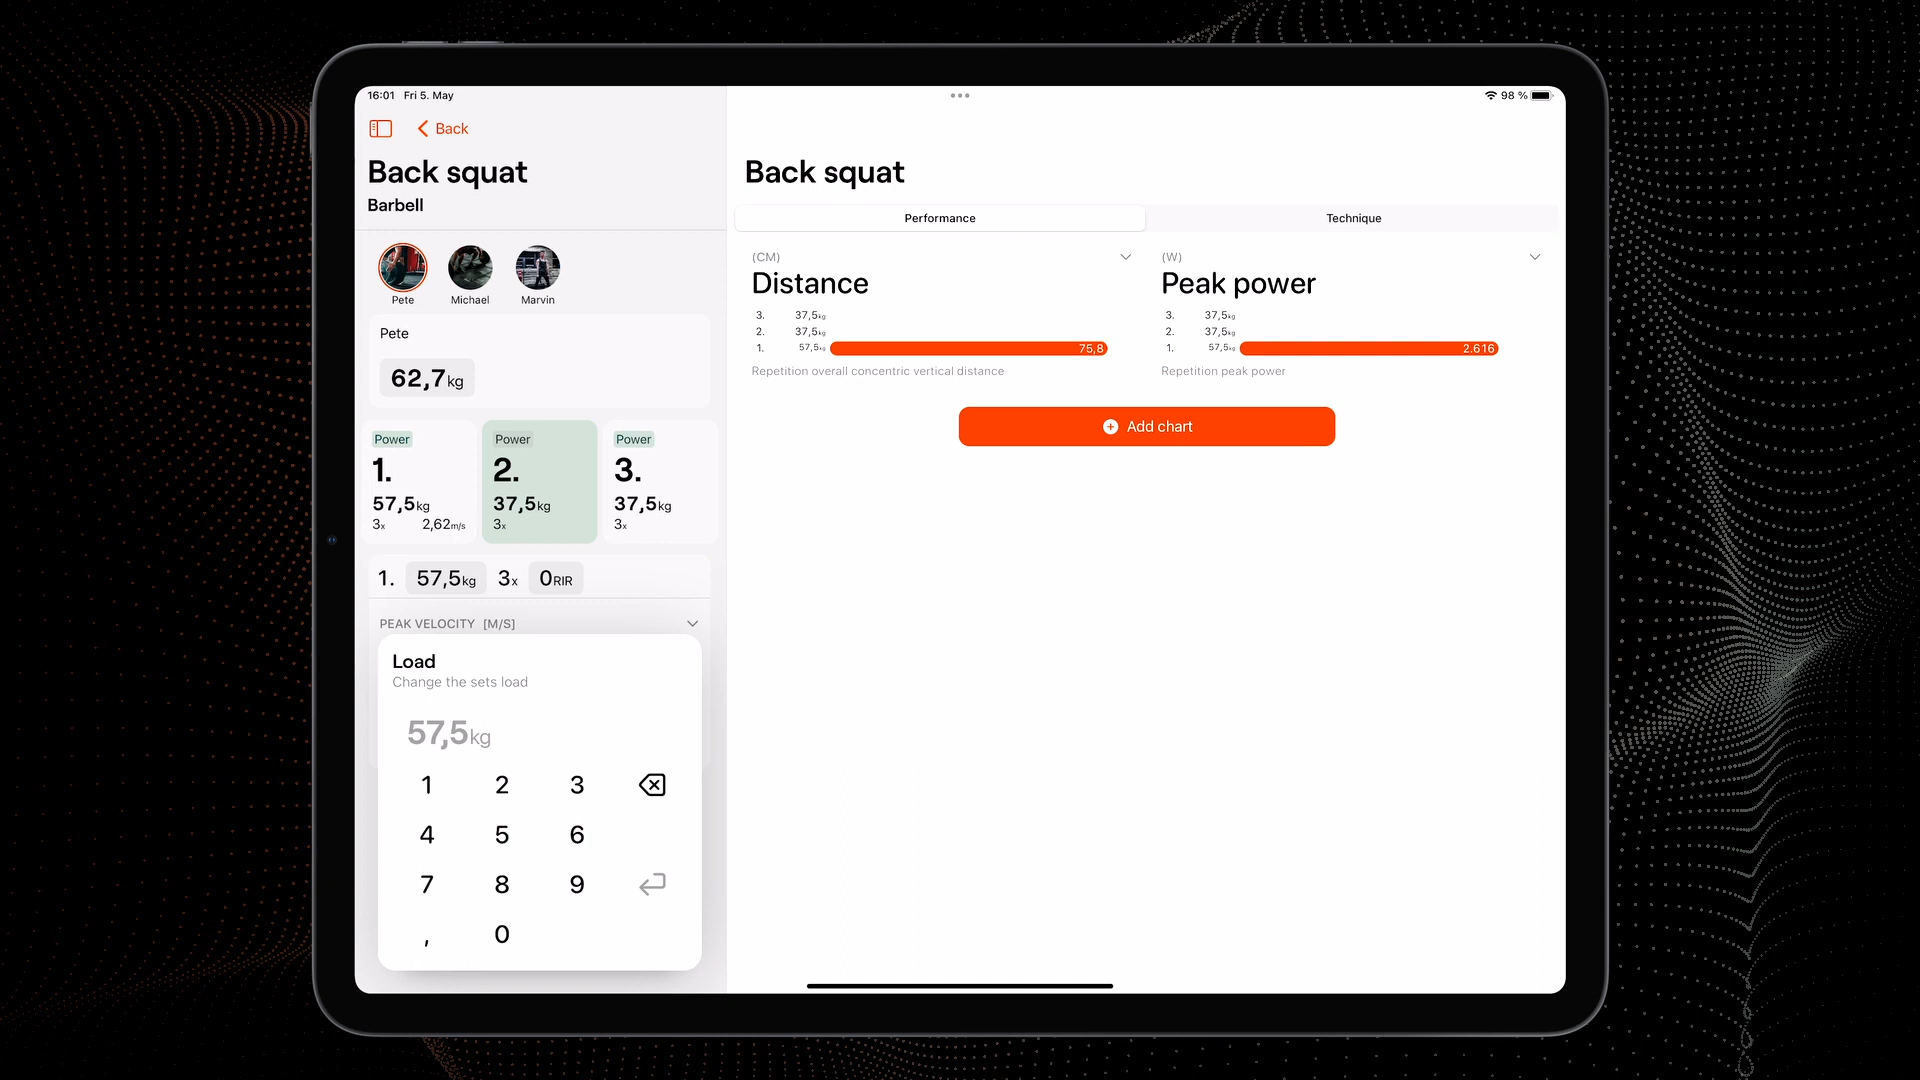 16:01 Fri 5. May
98 %
Back
Back squat
Barbell
Pete
Michael
Marvin
Pete
62,7kg
Power
1.
57,5kg
3x 2,62m/s
Power
2.
37,5kg
3x
Power
3.
37,5kg
3x
1. 57,5kg 3x 0RIR
PEAK VELOCITY [M/S]
Load
Change the sets load
57,5kg
1 2 3
4 5 6
7 8 9
, 0
Back squat
Performance
Technique
(CM)
Distance
3. 37,5kg
2. 37,5kg
1. 57,5kg 75,8
Repetition overall concentric vertical distance
(W)
Peak power
3. 37,5kg
2. 37,5kg
1. 57,5kg 2.616
Repetition peak power
Add chart